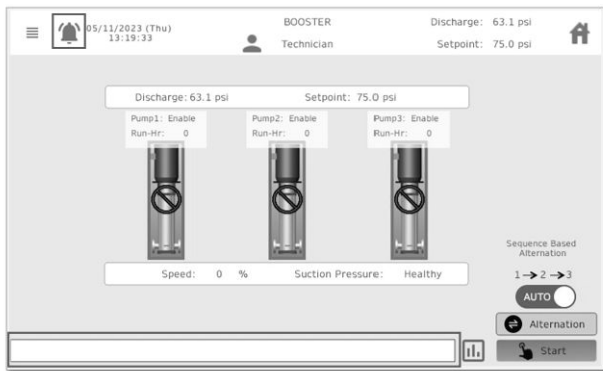 05/11/2023 (Thu)
13:19:33
BOOSTER
Technician
Discharge: 63.1 psi
Setpoint: 75.0 psi
Discharge: 63.1 psi Setpoint: 75.0 psi
Pump1: Enable
Run-Hr: 0
Pump2: Enable
Run-Hr: 0
Pump3: Enable
Run-Hr: 0
Speed: 0 % Suction Pressure: Healthy
Sequence Based
Alternation
1 → 2 → 3
AUTO
Alternation
Start